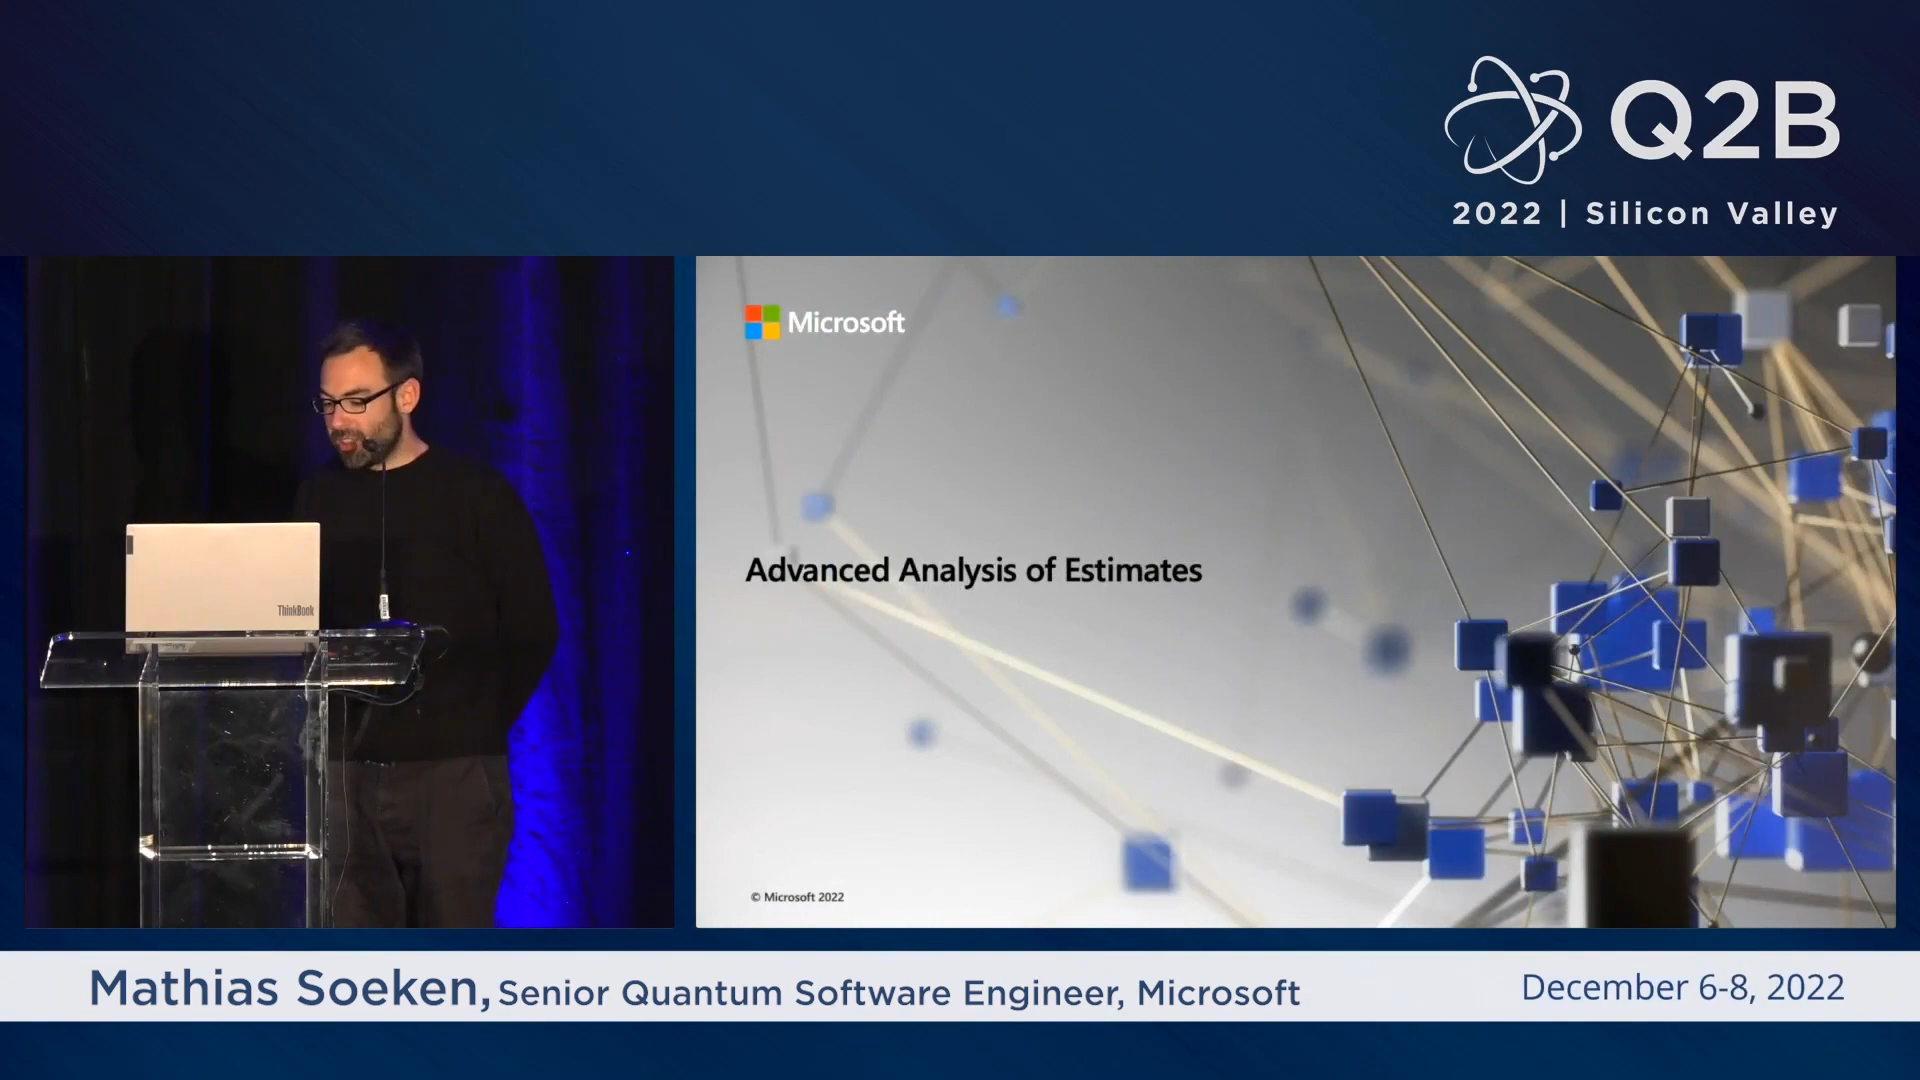 Q2B
2022 | Silicon Valley
Microsoft
Advanced Analysis of Estimates
ThinkBook
© Microsoft 2022
Mathias Soeken, Senior Quantum Software Engineer, Microsoft
December 6-8, 2022